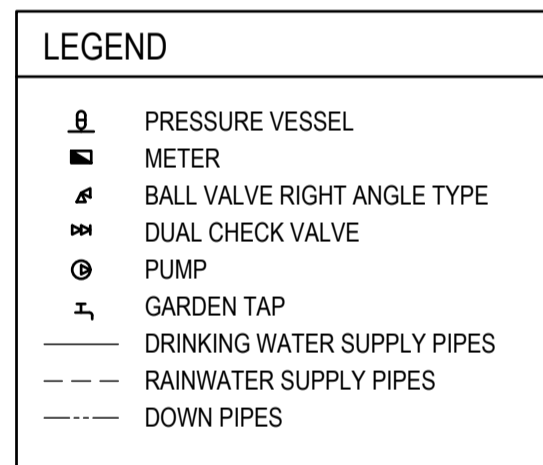 LEGEND
PRESSURE VESSEL
METER
BALL VALVE RIGHT ANGLE TYPE
DUAL CHECK VALVE
PUMP
GARDEN TAP
DRINKING WATER SUPPLY PIPES
RAINWATER SUPPLY PIPES
DOWN PIPES